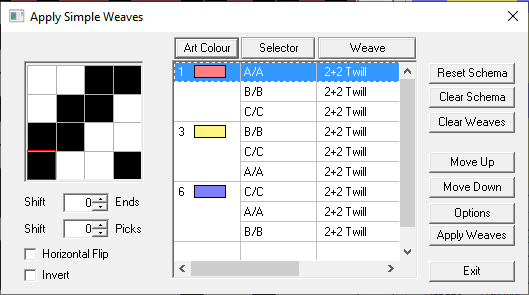 Apply Simple Weaves
Art Colour Selector Weave
1 A/A 2+2 Twill
B/B 2+2 Twill
C/C 2+2 Twill
3 B/B 2+2 Twill
C/C 2+2 Twill
A/A 2+2 Twill
6 C/C 2+2 Twill
A/A 2+2 Twill
B/B 2+2 Twill
Shift 0 Ends
Shift 0 Picks
Horizontal Flip
Invert
Reset Schema
Clear Schema
Clear Weaves
Move Up
Move Down
Options
Apply Weaves
Exit